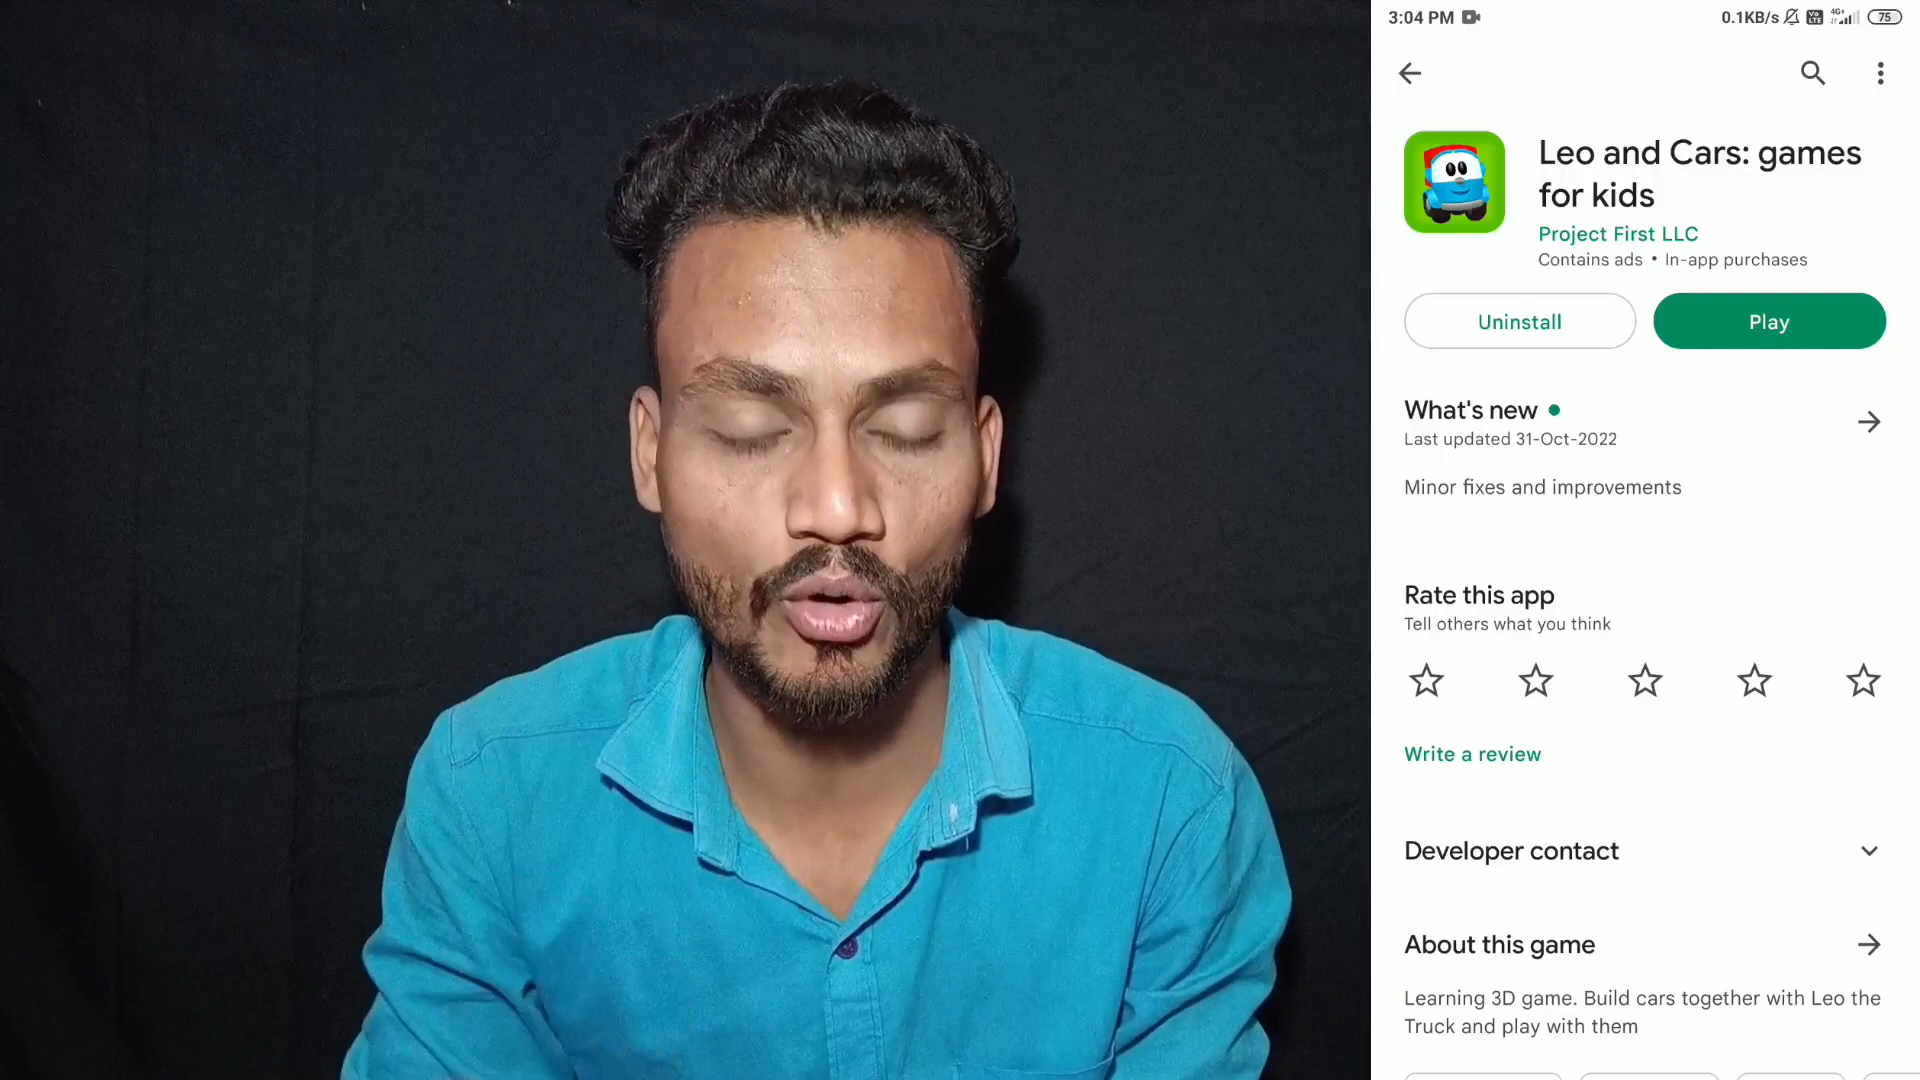 3:04 PM
0.1KB/s
Vo
LTE
4G+
75
Leo and Cars: games
for kids
Project First LLC
Contains ads • In-app purchases
Uninstall
Play
What's new
Last updated 31-Oct-2022
Minor fixes and improvements
Rate this app
Tell others what you think
Write a review
Developer contact
About this game
Learning 3D game. Build cars together with Leo the
Truck and play with them